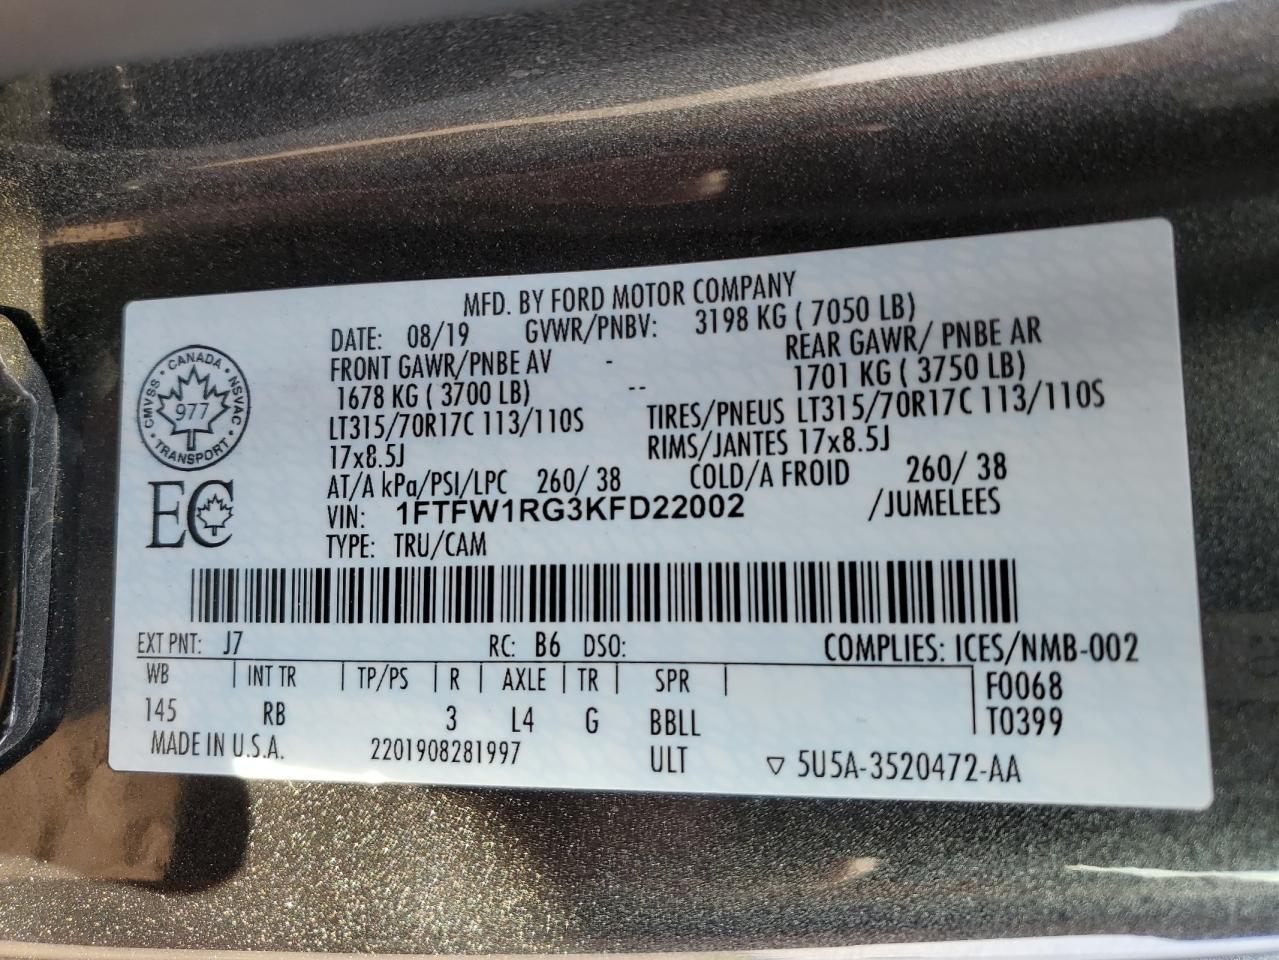 MFD. BY FORD MOTOR COMPANY
DATE: 08/19 GVWR/PNBV: 3198 KG ( 7050 LB)
FRONT GAWR/PNBE AV - REAR GAWR/ PNBE AR
1678 KG ( 3700 LB) -- 1701 KG ( 3750 LB)
LT315/70R17C 113/110S TIRES/PNEUS LT315/70R17C 113/110S
17x8.5J RIMS/JANTES 17x8.5J
AT/A kPa/PSI/LPC 260/ 38 COLD/A FROID 260/ 38
VIN: 1FTFW1RG3KFD22002 /JUMELEES
TYPE: TRU/CAM
CMVSS · CANADA · NSVAC · TRANSPORT ·
977
EC
EXT PNT: J7 RC: B6 DSO: COMPLIES: ICES/NMB-002
WB | INT TR | TP/PS | R | AXLE | TR | SPR | F0068
145 RB 3 L4 G BBLL T0399
MADE IN U.S.A. 2201908281997 ULT ▽ 5U5A-3520472-AA